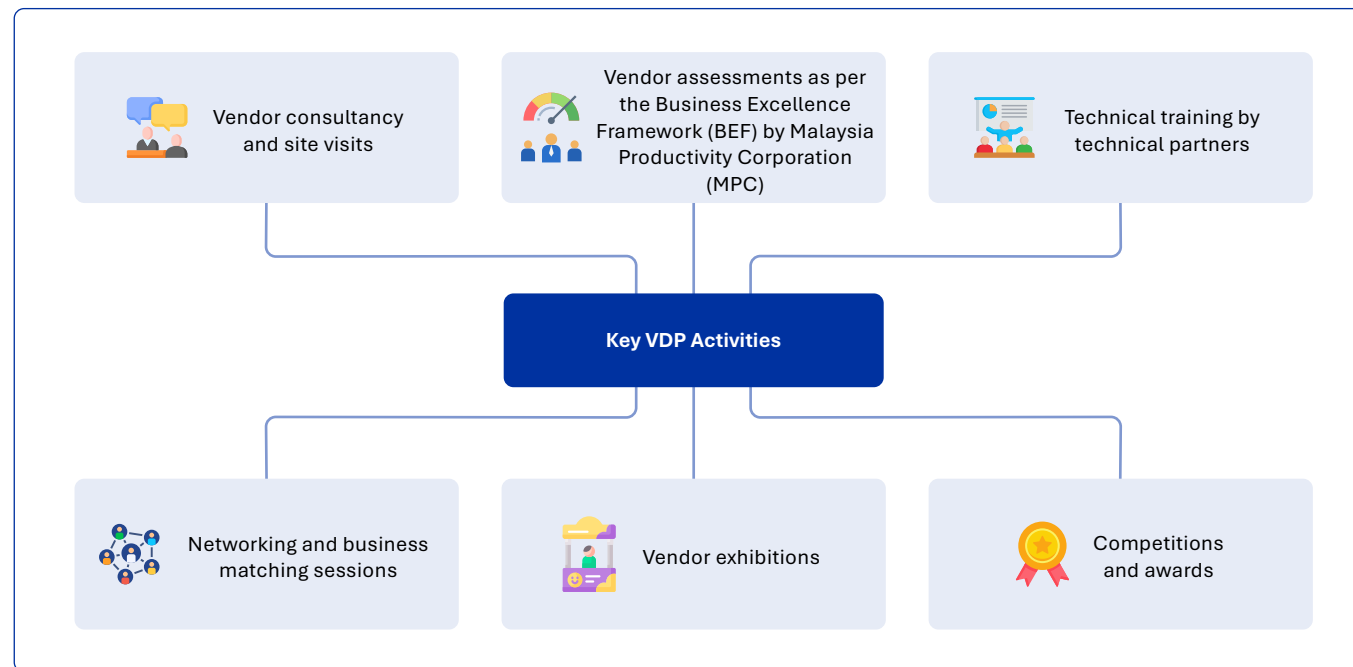 Vendor consultancy
and site visits
Vendor assessments as per
the Business Excellence
Framework (BEF) by Malaysia
Productivity Corporation
(MPC)
Technical training by
technical partners
Key VDP Activities
Networking and business
matching sessions
Vendor exhibitions
Competitions
and awards